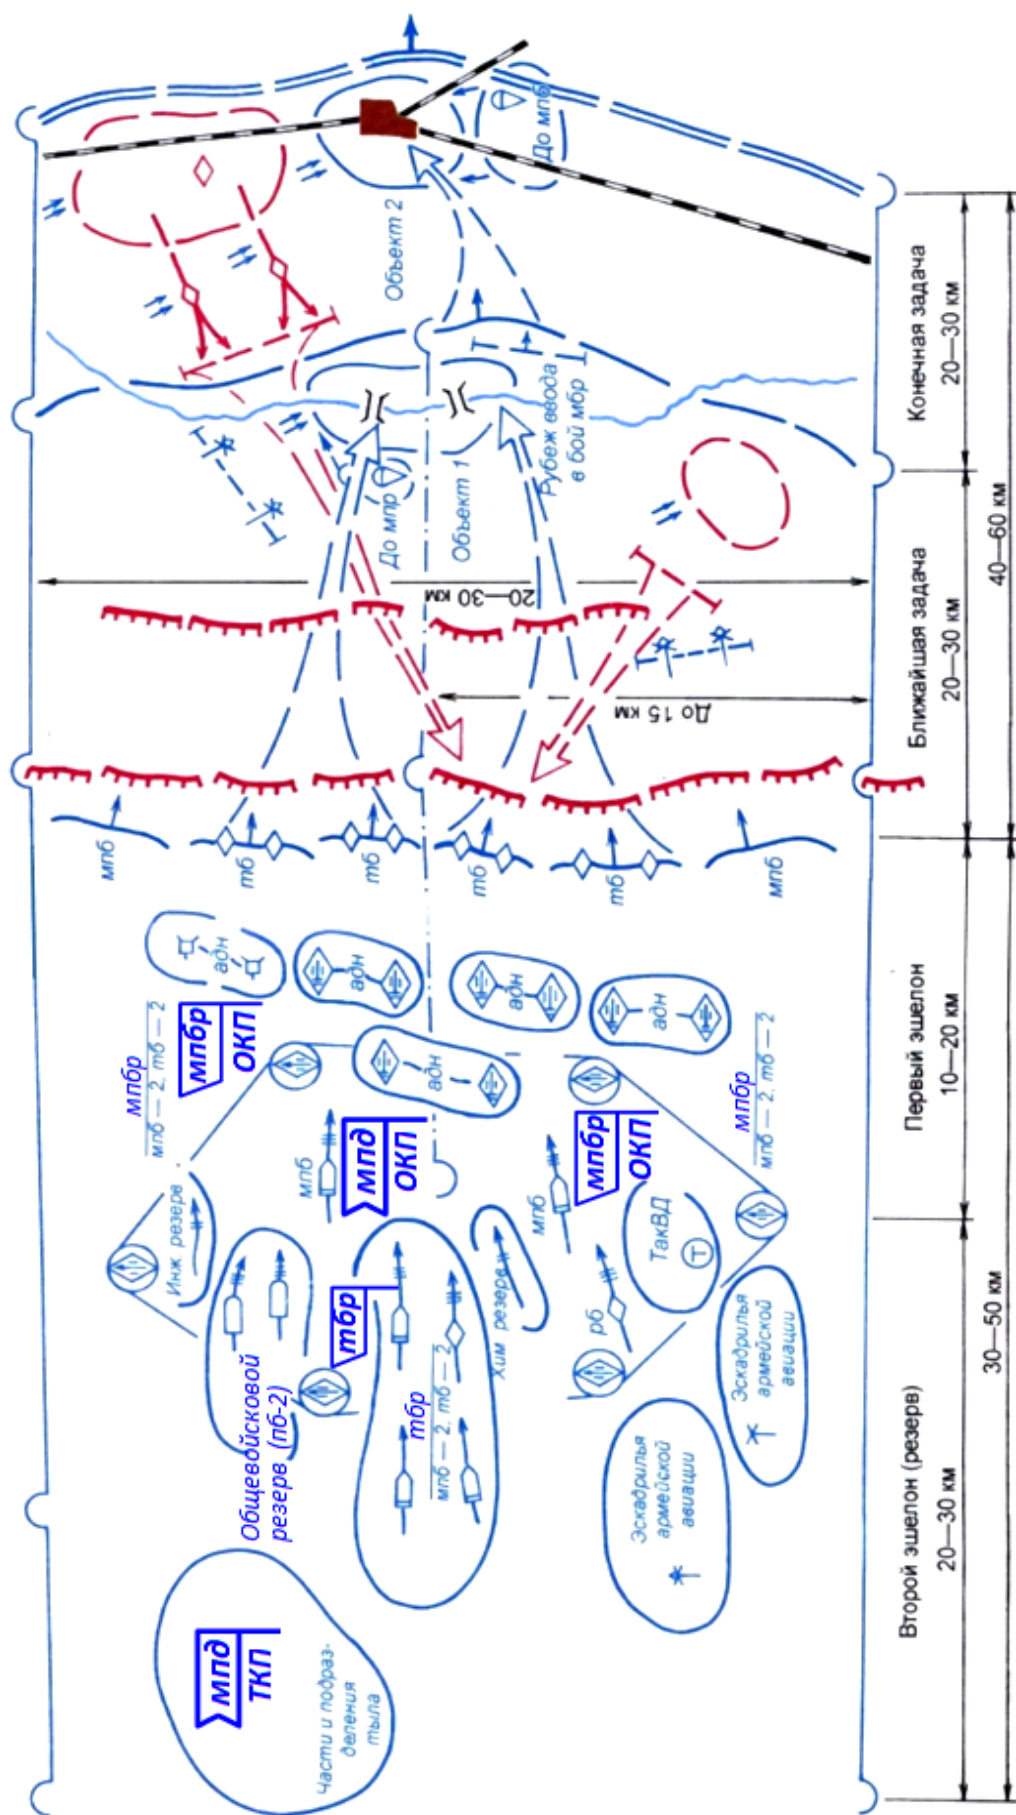 мпд
ТКП
Части и подраз-
деления
тыла
Общевойсковой
резерв (пб-2)
Инж. резерв
тбр
тбр
мпб — 2. тб — 2
Хим резерв
Эскадрилья
армейской
авиации
Эскадрилья
армейской
авиации
рб
ТакВД
Т
мпбр
мпб — 2. тб — 2
мпбр
ОКП
мпб
мпд
ОКП
мпб
мпбр
ОКП
мпбр
мпб — 2. тб — 2
адн
адн
адн
адн
адн
мпб
тб
тб
тб
тб
мпб
До 15 км
20—30 км
До мпр
Объект 1
Рубеж ввода
в бой мбр
Объект 2
До мпб
Второй эшелон (резерв)
20—30 км
Первый эшелон
10—20 км
Ближайшая задача
20—30 км
Конечная задача
20—30 км
30—50 км
40—60 км